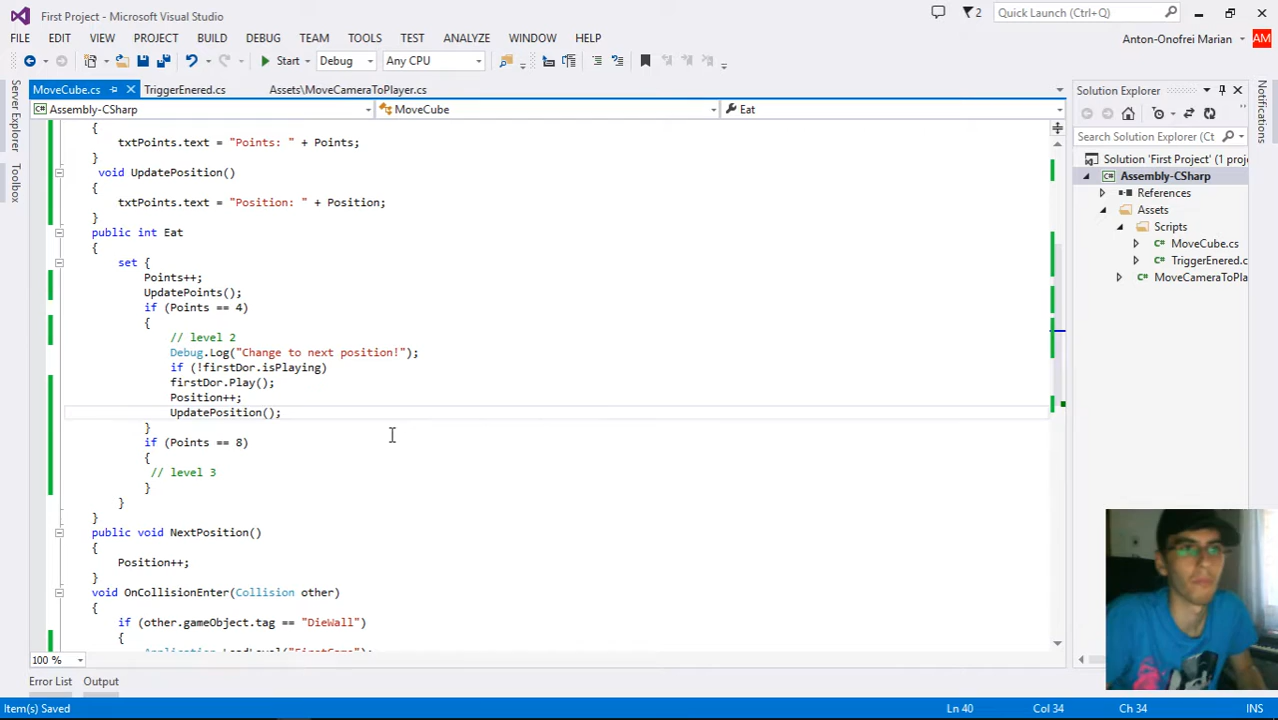 First Project - Microsoft Visual Studio
2
Quick Launch (Ctrl+Q)
FILE EDIT VIEW PROJECT BUILD DEBUG TEAM TOOLS TEST ANALYZE WINDOW HELP
Anton-Onofrei Marian AM
Start Debug Any CPU
MoveCube.cs TriggerEnered.cs Assets\MoveCameraToPlayer.cs
Assembly-CSharp MoveCube Eat
{
txtPoints.text = "Points: " + Points;
}
void UpdatePosition()
{
txtPoints.text = "Position: " + Position;
}
public int Eat
{
set {
Points++;
UpdatePoints();
if (Points == 4)
{
// level 2
Debug.Log("Change to next position!");
if (!firstDor.isPlaying)
firstDor.Play();
Position++;
UpdatePosition();
}
if (Points == 8)
{
// level 3
}
}
}
public void NextPosition()
{
Position++;
}
void OnCollisionEnter(Collision other)
{
if (other.gameObject.tag == "DieWall")
{
Application.LoadLevel("FirstGame");
100 %
Error List Output
Item(s) Saved Ln 40 Col 34 Ch 34 INS
Server Explorer
Toolbox
Solution Explorer
Search Solution Explorer (Ct
Solution 'First Project' (1 proje
Assembly-CSharp
References
Assets
Scripts
MoveCube.cs
TriggerEnered.c
MoveCameraToPla
Notifications